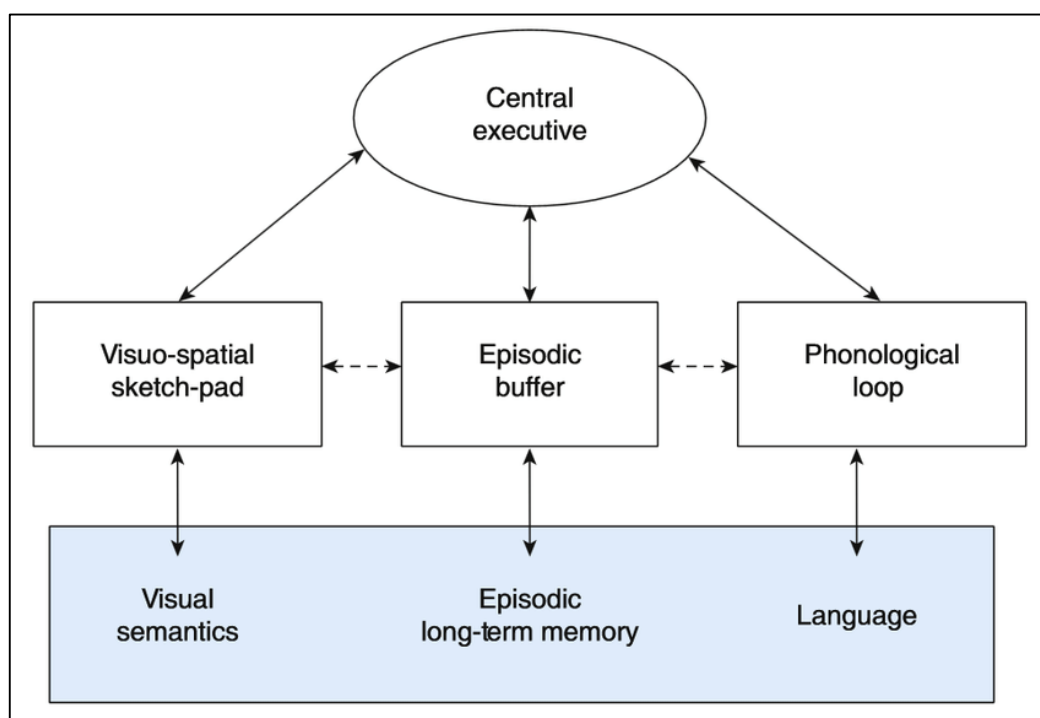 Central
executive
Visuo-spatial
sketch-pad
Episodic
buffer
Phonological
loop
Visual
semantics
Episodic
long-term memory
Language